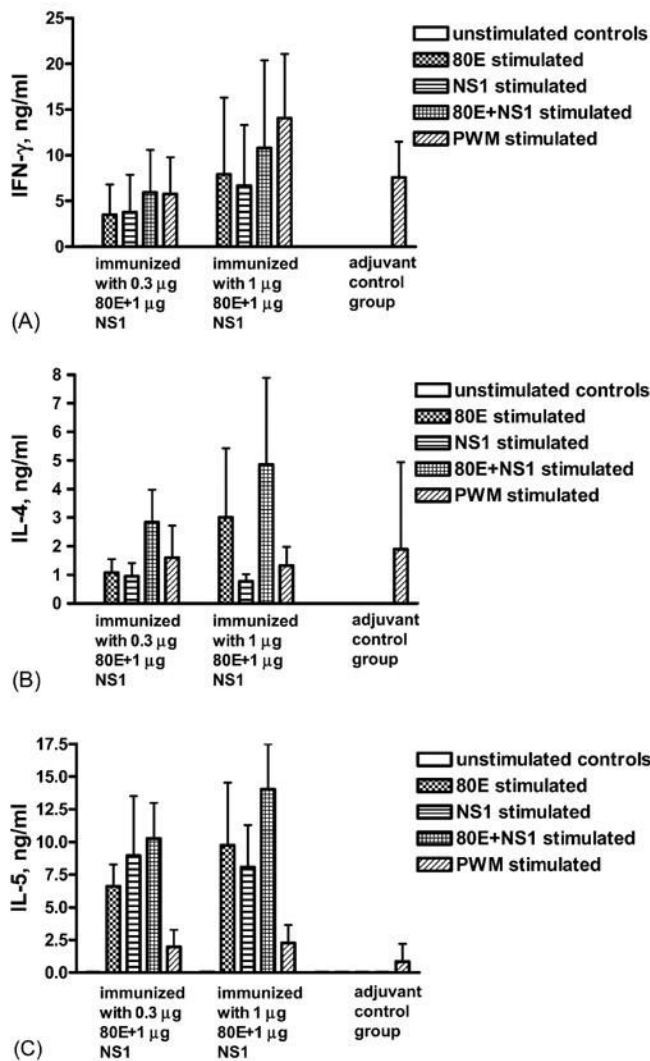 25
20
15
10
5
0
IFN-γ, ng/ml
unstimulated controls
80E stimulated
NS1 stimulated
80E+NS1 stimulated
PWM stimulated
immunized
with 0.3 µg
80E+1 µg
NS1
immunized
with 1 µg
80E+1 µg
NS1
adjuvant
control
group
(A)
8
7
6
5
4
3
2
1
0
IL-4, ng/ml
unstimulated controls
80E stimulated
NS1 stimulated
80E+NS1 stimulated
PWM stimulated
immunized
with 0.3 µg
80E+1 µg
NS1
immunized
with 1 µg
80E+1 µg
NS1
adjuvant
control
group
(B)
17.5
15.0
12.5
10.0
7.5
5.0
2.5
0.0
IL-5, ng/ml
unstimulated controls
80E stimulated
NS1 stimulated
80E+NS1 stimulated
PWM stimulated
immunized
with 0.3 µg
80E+1 µg
NS1
immunized
with 1 µg
80E+1 µg
NS1
adjuvant
control
group
(C)